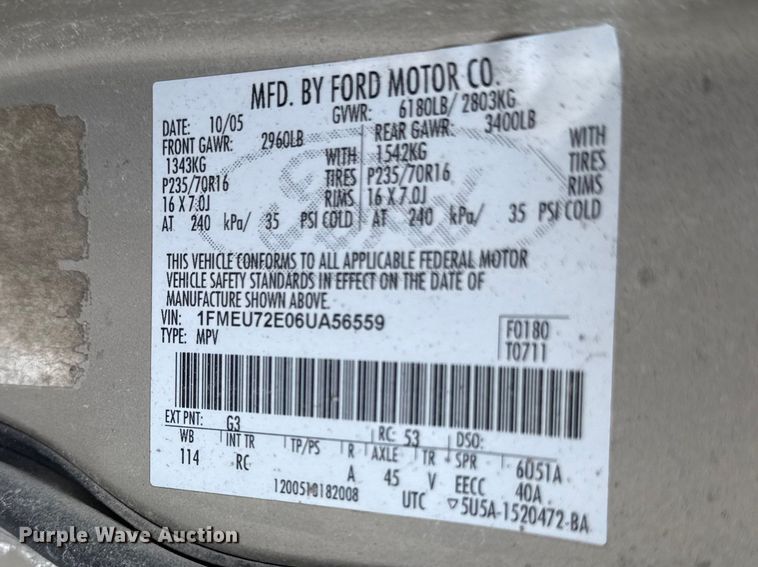 MFD. BY FORD MOTOR CO.
DATE: 10/05 GVWR: 6180LB/ 2803KG
FRONT GAWR: 2960LB REAR GAWR: 3400LB
1343KG WITH 1542KG WITH
P235/70R16 TIRES P235/70R16 TIRES
16 X 7.0J RIMS 16 X 7.0J RIMS
AT 240 kPa/ 35 PSI COLD AT 240 kPa/ 35 PSI COLD
THIS VEHICLE CONFORMS TO ALL APPLICABLE FEDERAL MOTOR
VEHICLE SAFETY STANDARDS IN EFFECT ON THE DATE OF
MANUFACTURE SHOWN ABOVE.
VIN: 1FMEU72E06UA56559 F0180
TYPE: MPV T0711
EXT PNT: G3 RC: 53 DSO:
WB INT TR TP/PS R AXLE TR SPR 6051A
114 RC A 45 V EECC 40A
1200510182008 UTC ▽5U5A-1520472-BA
Purple Wave Auction